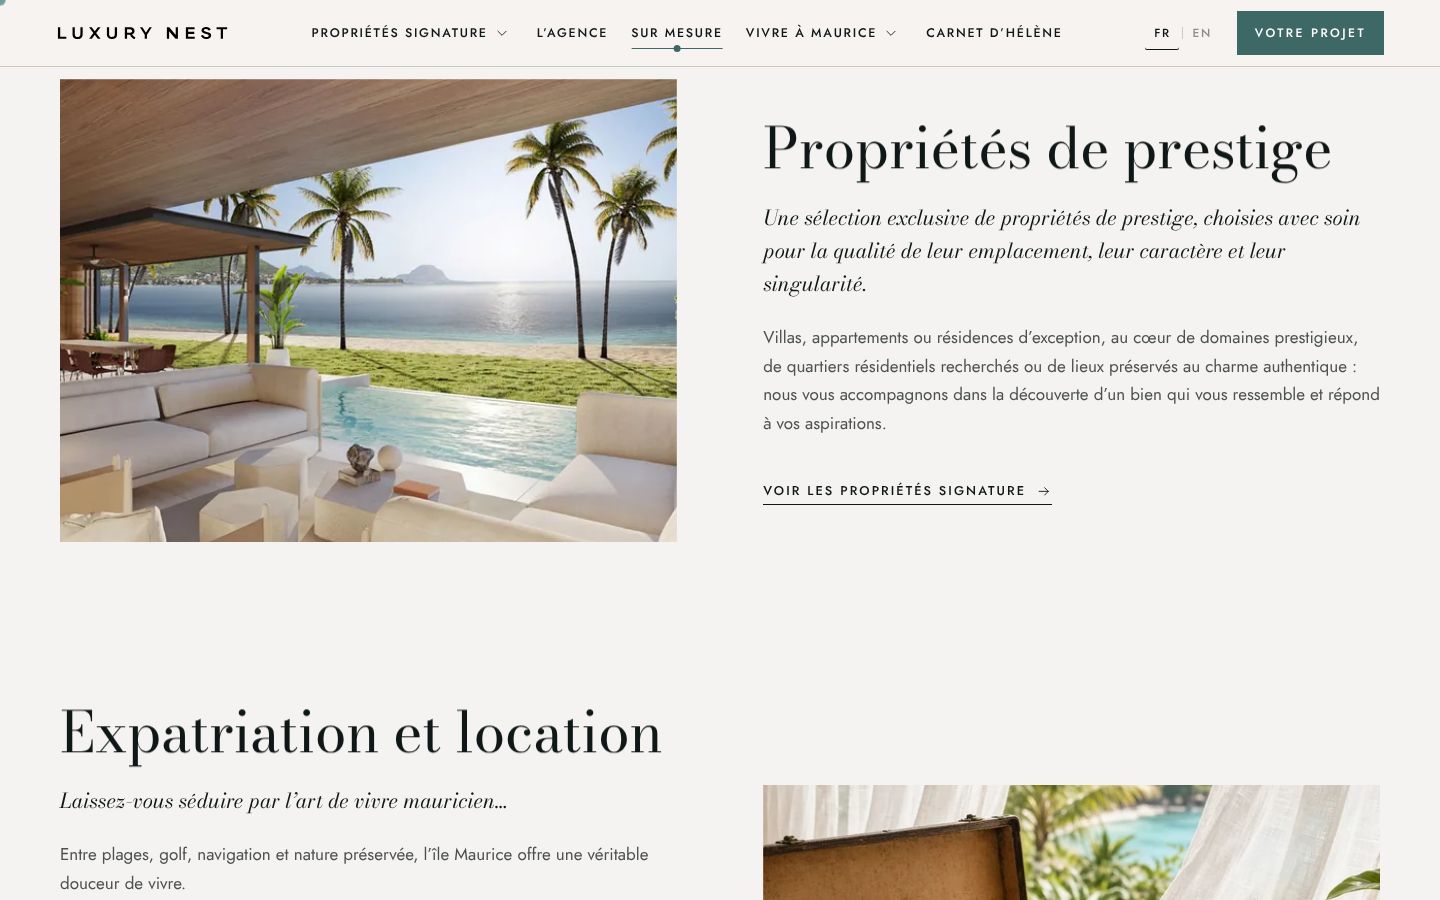 LUXURY NEST
PROPRIÉTÉS SIGNATURE
L’AGENCE
SUR MESURE
VIVRE À MAURICE
CARNET D’HÉLÈNE
FR
EN
VOTRE PROJET
Propriétés de prestige
Une sélection exclusive de propriétés de prestige, choisies avec soin
pour la qualité de leur emplacement, leur caractère et leur
singularité.
Villas, appartements ou résidences d’exception, au cœur de domaines prestigieux,
de quartiers résidentiels recherchés ou de lieux préservés au charme authentique :
nous vous accompagnons dans la découverte d’un bien qui vous ressemble et répond
à vos aspirations.
VOIR LES PROPRIÉTÉS SIGNATURE
Expatriation et location
Laissez-vous séduire par l’art de vivre mauricien...
Entre plages, golf, navigation et nature préservée, l’île Maurice offre une véritable
douceur de vivre.